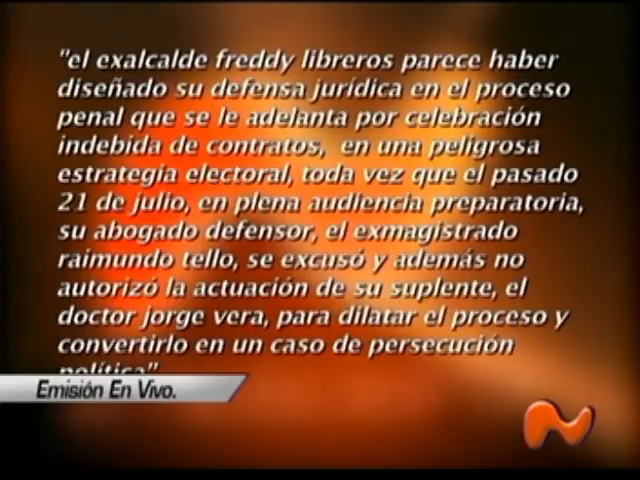 "el exalcalde freddy libreros parece haber
diseñado su defensa jurídica en el proceso
penal que se le adelanta por celebración
indebida de contratos, en una peligrosa
estrategia electoral, toda vez que el pasado
21 de julio, en plena audiencia preparatoria,
su abogado defensor, el exmagistrado
raimundo tello, se excusó y además no
autorizó la actuación de su suplente, el
doctor jorge vera, para dilatar el proceso y
convertirlo en un caso de persecución
política"
Emisión En Vivo.